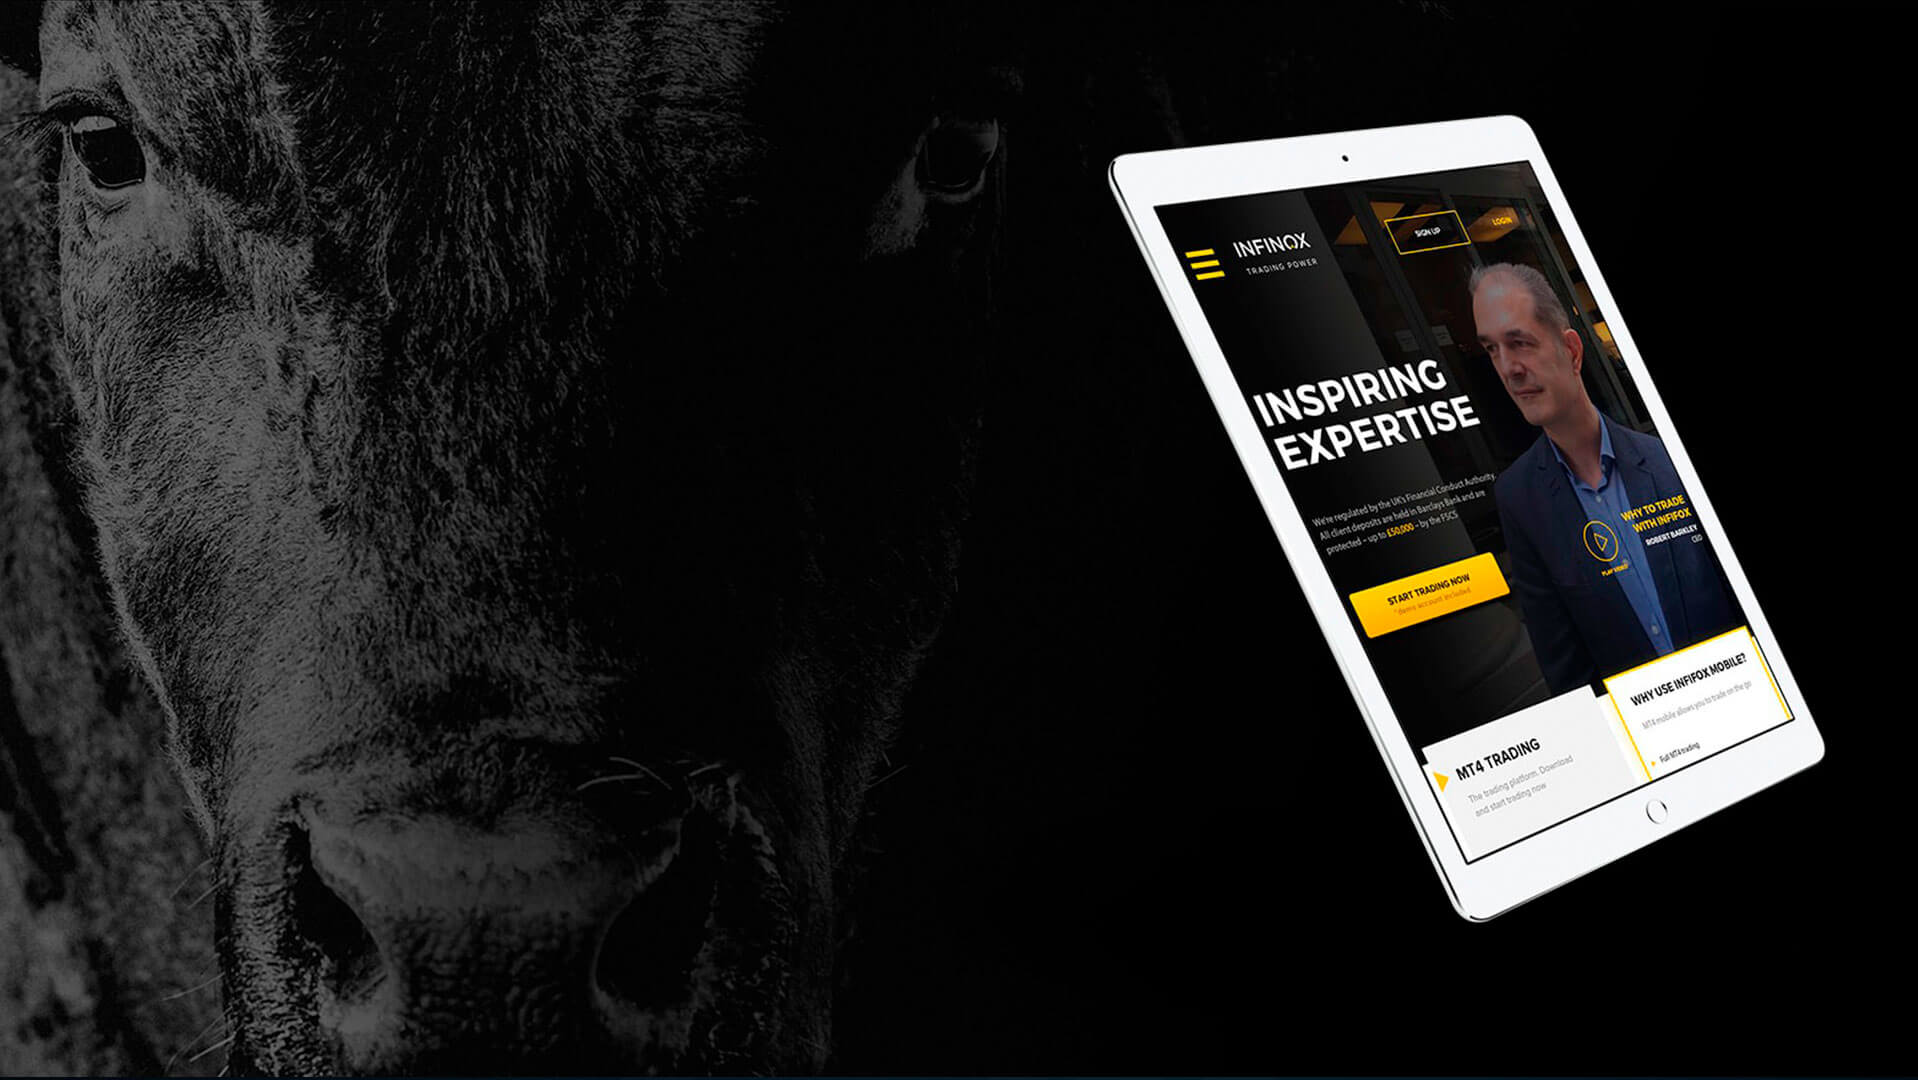 INFINOX
TRADING POWER
SIGN UP
LOGIN
INSPIRING
EXPERTISE
We're regulated by the UK's Financial Conduct Authority.
All client deposits are held in Barclays Bank and are
protected – up to £50,000 – by the FSCS
START TRADING NOW
*demo account included
WHY TO TRADE
WITH INFIFOX
ROBERT BARKLEY
CEO
PLAY VIDEO
MT4 TRADING
The trading platform. Download
and start trading now
WHY USE INFIFOX MOBILE?
MT4 mobile allows you to trade on the go
Full MT4 trading